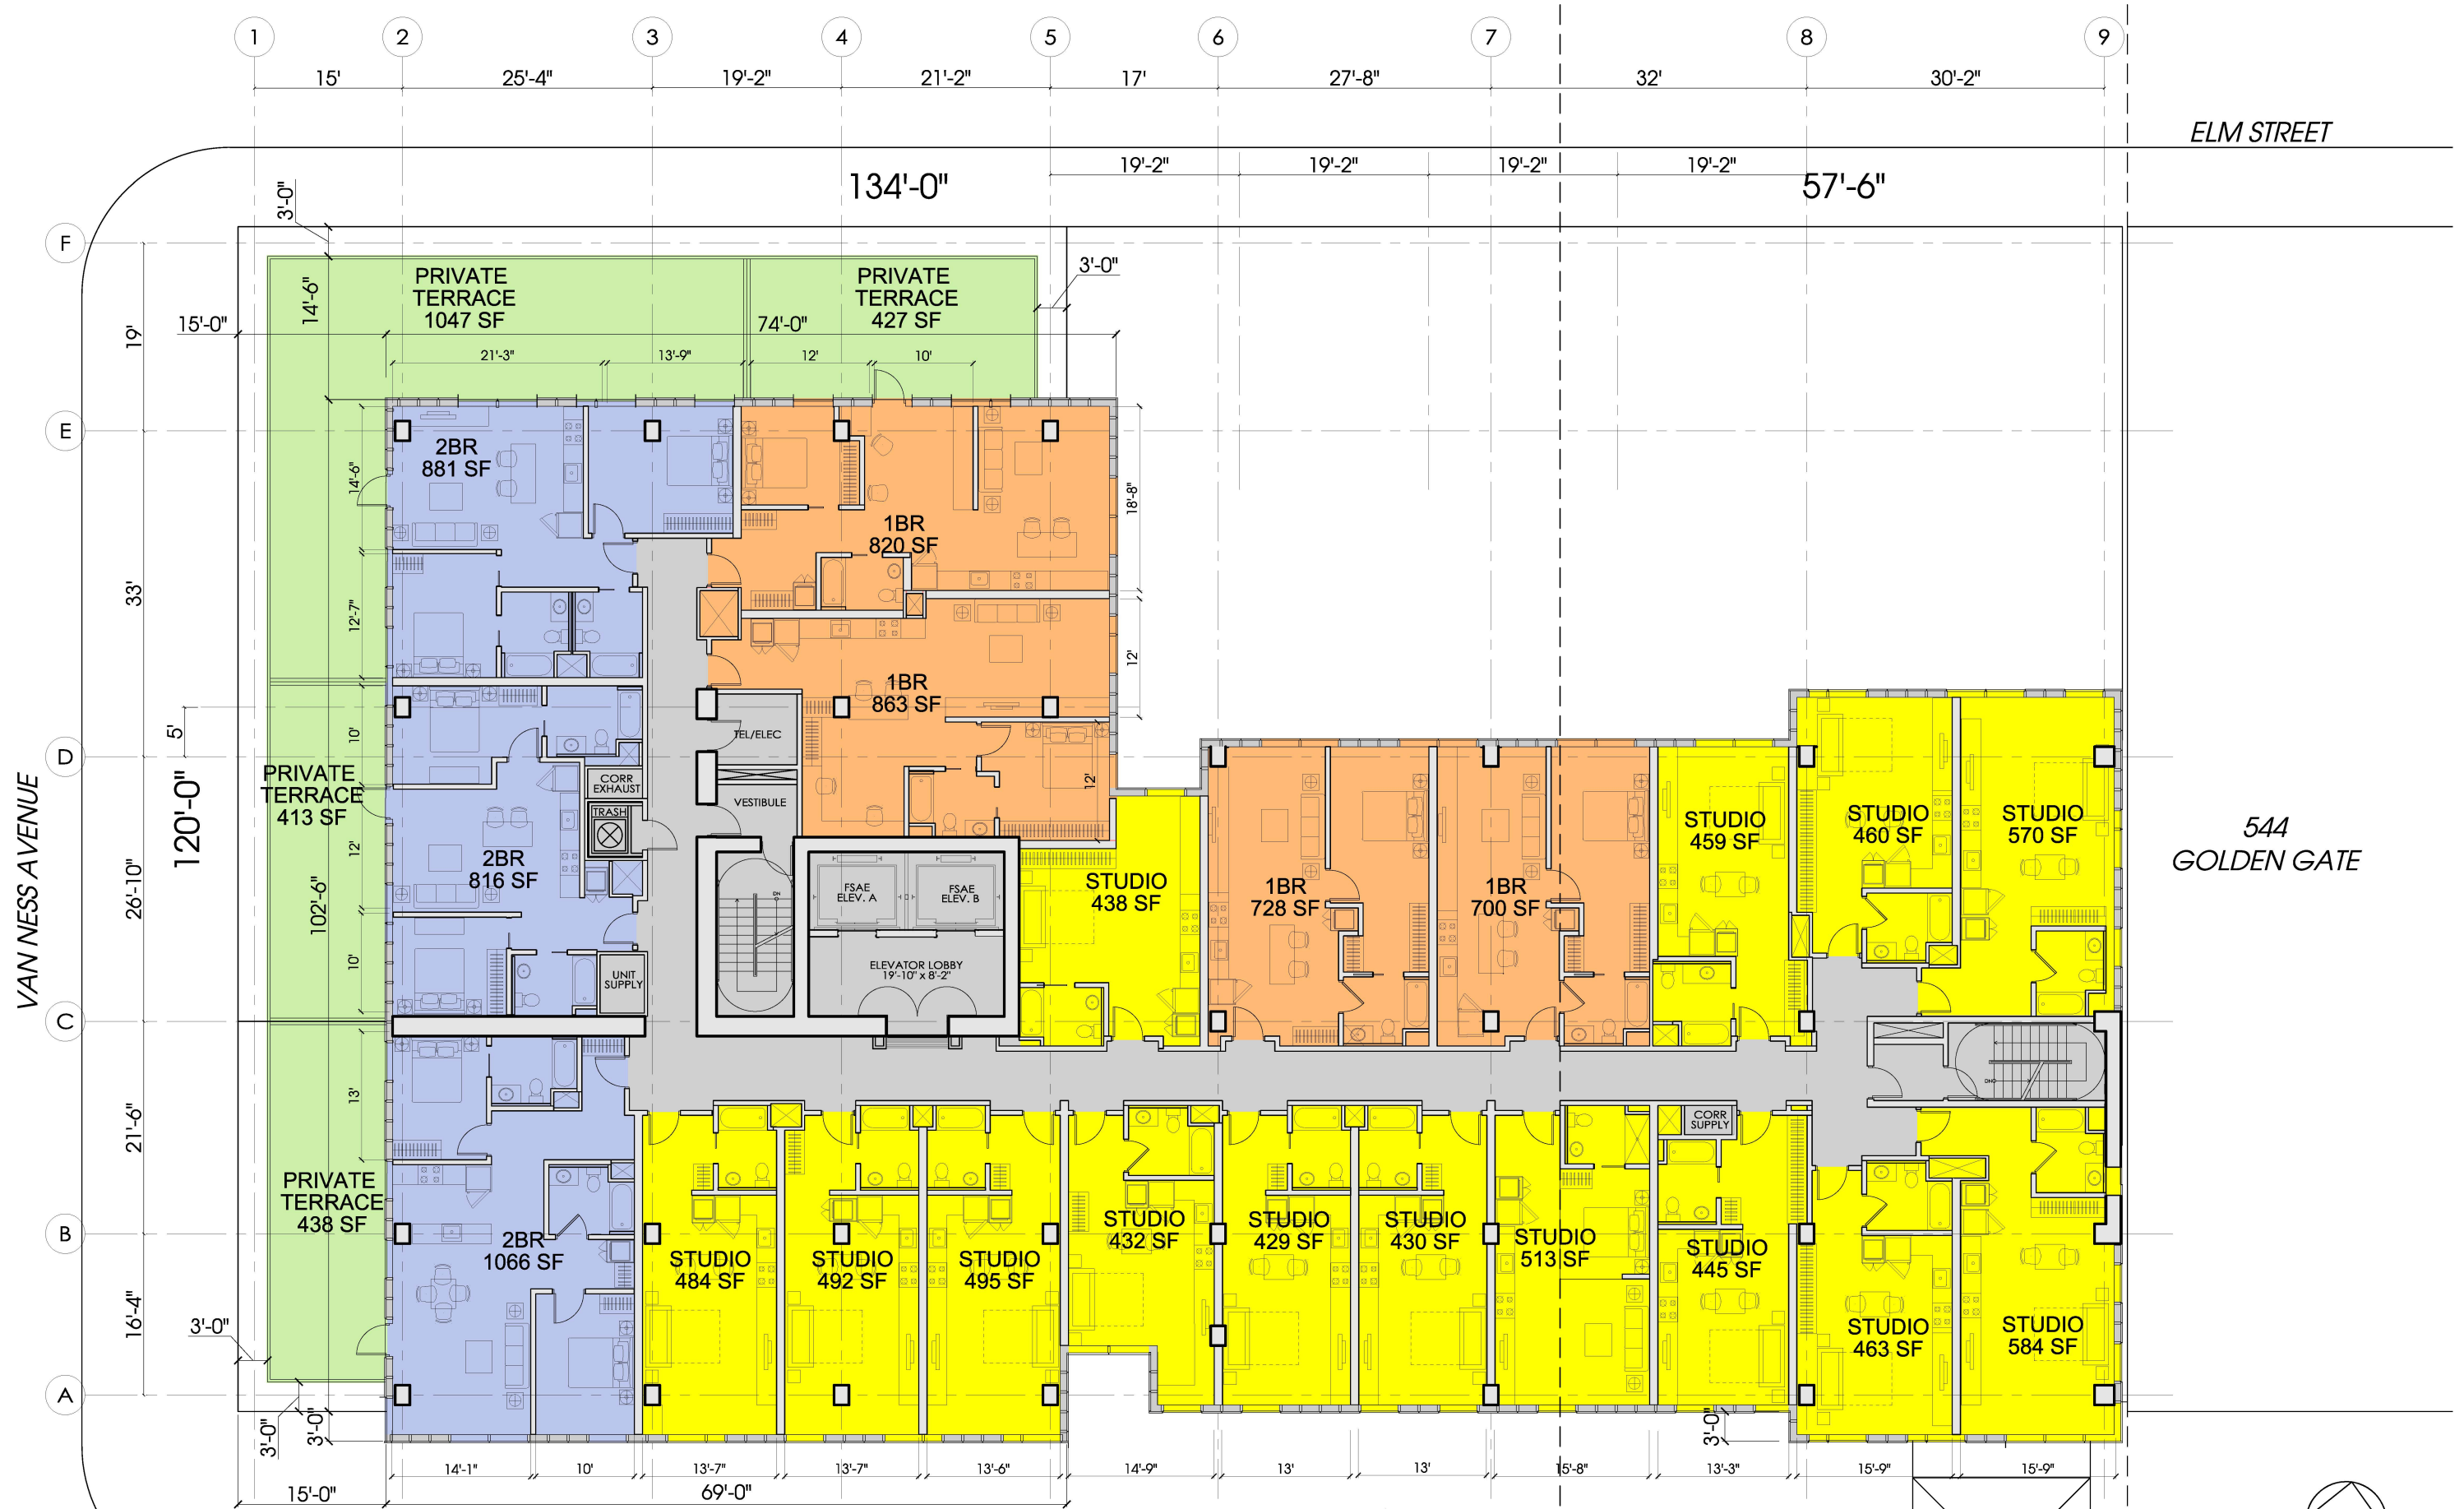 1 2 3 4 5 6 7 8 9
15' 25'-4" 19'-2" 21'-2" 17' 27'-8" 32' 30'-2"
ELM STREET
19'-2" 19'-2" 19'-2" 19'-2"
134'-0" 57'-6"
3'-0"
F
3'-0"
PRIVATE
TERRACE
1047 SF
PRIVATE
TERRACE
427 SF
14'-6"
15'-0" 74'-0"
19'
21'-3" 13'-9" 12' 10'
E
2BR
881 SF
14'-6"
18'-8"
1BR
820 SF
33'
12'-7"
12'
1BR
863 SF
5'
10'
TEL/ELEC
D
12'
PRIVATE
TERRACE
413 SF
CORR
EXHAUST
TRASH
VESTIBULE
VAN NESS AVENUE
120'-0"
STUDIO
459 SF
STUDIO
460 SF
STUDIO
570 SF
544
GOLDEN GATE
12'
2BR
816 SF
26'-10"
102'-6"
DN
FSAE
ELEV. A
FSAE
ELEV. B
STUDIO
438 SF
1BR
728 SF
1BR
700 SF
10'
UNIT
SUPPLY
ELEVATOR LOBBY
19'-10" x 8'-2"
C
13'
DN
21'-6"
CORR
SUPPLY
PRIVATE
TERRACE
438 SF
B
2BR
1066 SF
STUDIO
484 SF
STUDIO
492 SF
STUDIO
495 SF
STUDIO
432 SF
STUDIO
429 SF
STUDIO
430 SF
STUDIO
513 SF
STUDIO
445 SF
STUDIO
463 SF
STUDIO
584 SF
16'-4"
3'-0"
A
3'-0"
3'-0"
3'-0"
14'-1" 10' 13'-7" 13'-7" 13'-6" 14'-9" 13' 13' 15'-8" 13'-3" 15'-9" 15'-9"
15'-0" 69'-0"